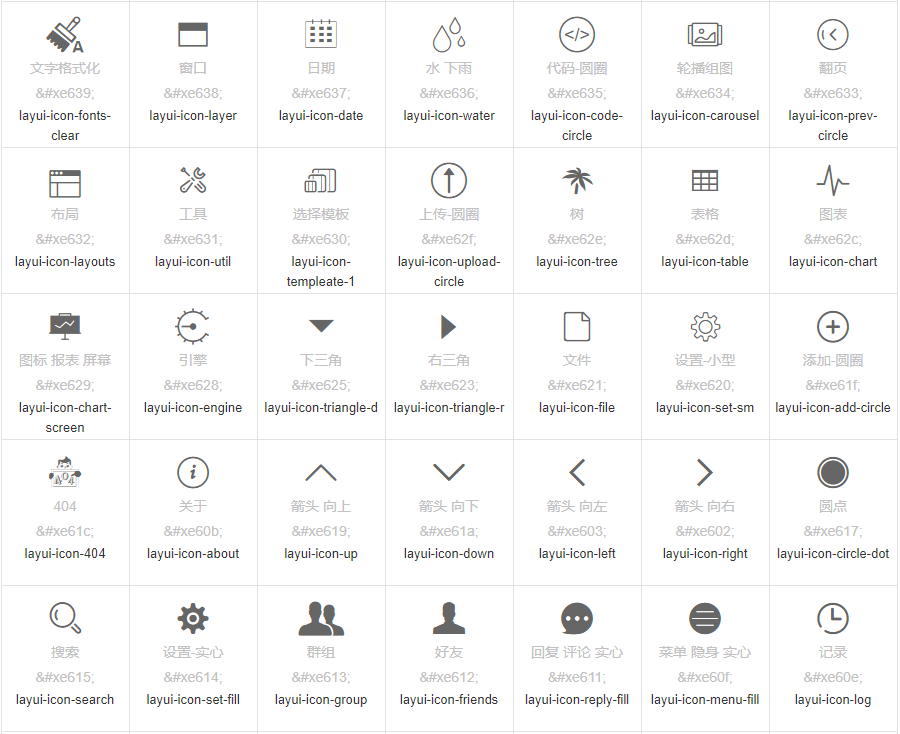 文字格式化
&#xe639;
layui-icon-fonts-
clear
窗口
&#xe638;
layui-icon-layer
日期
&#xe637;
layui-icon-date
水 下雨
&#xe636;
layui-icon-water
代码-圆圈
&#xe635;
layui-icon-code-
circle
轮播组图
&#xe634;
layui-icon-carousel
翻页
&#xe633;
layui-icon-prev-
circle
布局
&#xe632;
layui-icon-layouts
工具
&#xe631;
layui-icon-util
选择模板
&#xe630;
layui-icon-
templeate-1
上传-圆圈
&#xe62f;
layui-icon-upload-
circle
树
&#xe62e;
layui-icon-tree
表格
&#xe62d;
layui-icon-table
图表
&#xe62c;
layui-icon-chart
图标 报表 屏幕
&#xe629;
layui-icon-chart-
screen
引擎
&#xe628;
layui-icon-engine
下三角
&#xe625;
layui-icon-triangle-d
右三角
&#xe623;
layui-icon-triangle-r
文件
&#xe621;
layui-icon-file
设置-小型
&#xe620;
layui-icon-set-sm
添加-圆圈
&#xe61f;
layui-icon-add-circle
404
404
&#xe61c;
layui-icon-404
关于
&#xe60b;
layui-icon-about
箭头 向上
&#xe619;
layui-icon-up
箭头 向下
&#xe61a;
layui-icon-down
箭头 向左
&#xe603;
layui-icon-left
箭头 向右
&#xe602;
layui-icon-right
圆点
&#xe617;
layui-icon-circle-dot
搜索
&#xe615;
layui-icon-search
设置-实心
&#xe614;
layui-icon-set-fill
群组
&#xe613;
layui-icon-group
好友
&#xe612;
layui-icon-friends
回复 评论 实心
&#xe611;
layui-icon-reply-fill
菜单 隐身 实心
&#xe60f;
layui-icon-menu-fill
记录
&#xe60e;
layui-icon-log